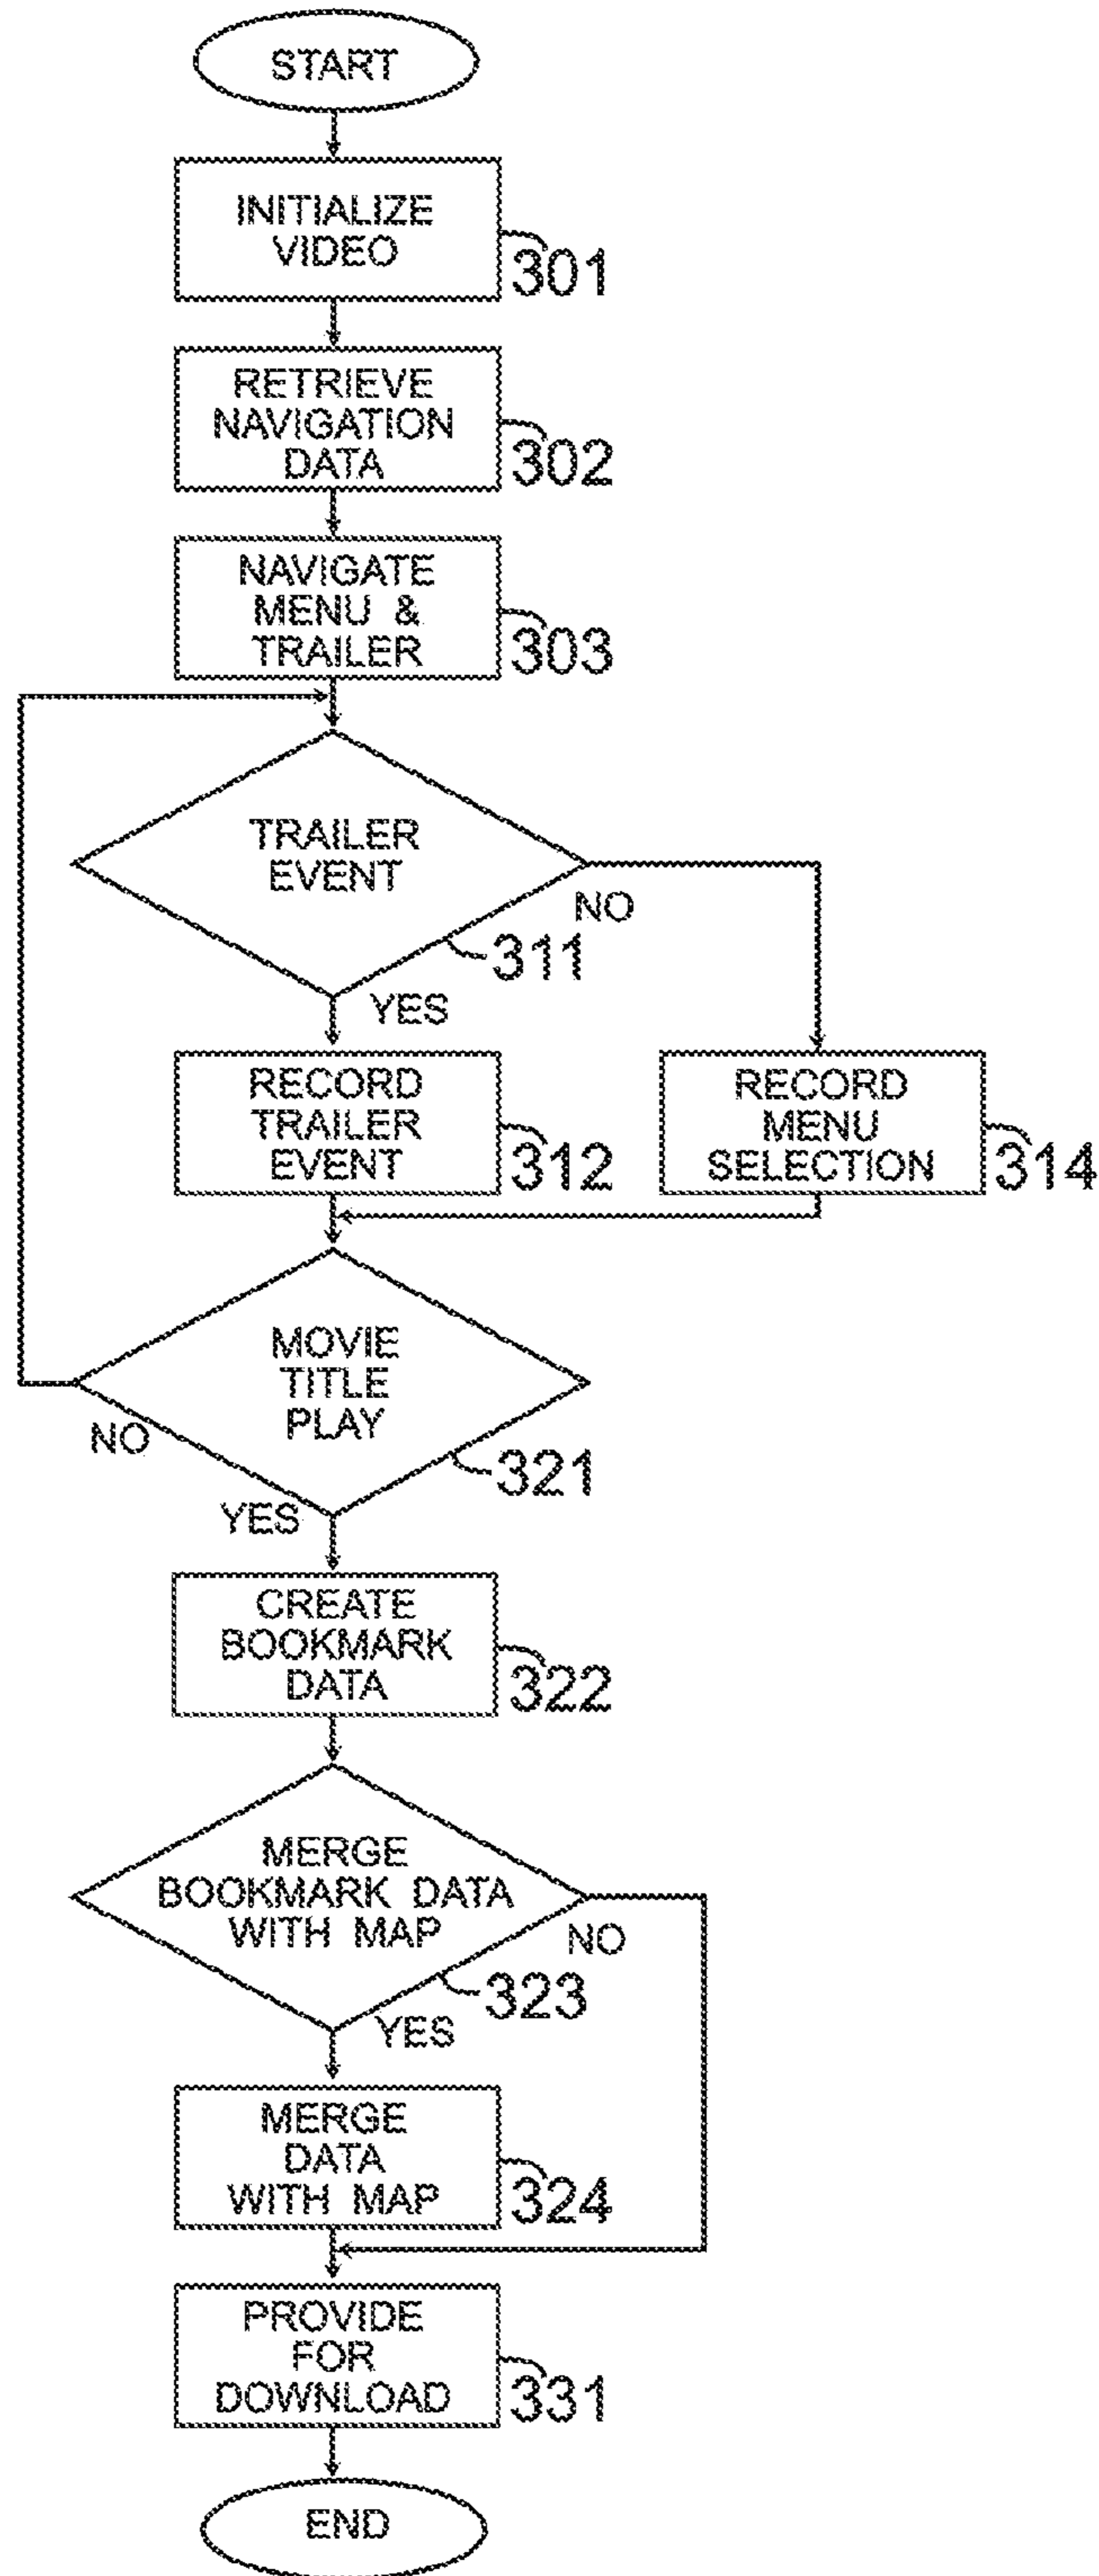 START
INITIALIZE
VIDEO
301
RETRIEVE
NAVIGATION
DATA
302
NAVIGATE
MENU &
TRAILER
303
TRAILER
EVENT
NO
311
YES
RECORD
TRAILER
EVENT
312
RECORD
MENU
SELECTION
314
MOVIE
TITLE
PLAY
NO
321
YES
CREATE
BOOKMARK
DATA
322
MERGE
BOOKMARK DATA
WITH MAP
NO
323
YES
MERGE
DATA
WITH MAP
324
PROVIDE
FOR
DOWNLOAD
331
END